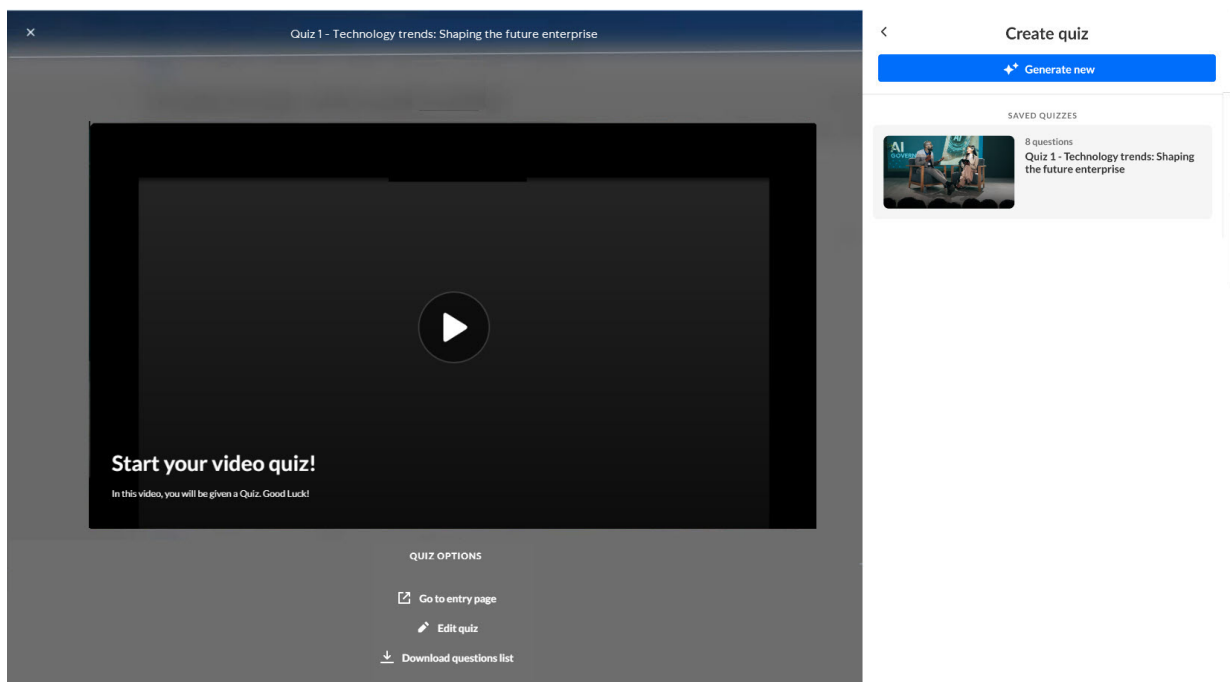 Quiz 1 - Technology trends: Shaping the future enterprise
Start your video quiz!
In this video, you will be given a Quiz. Good Luck!
QUIZ OPTIONS
Go to entry page
Edit quiz
Download questions list
Create quiz
Generate new
SAVED QUIZZES
AI
AI
8 questions
Quiz 1 - Technology trends: Shaping
the future enterprise